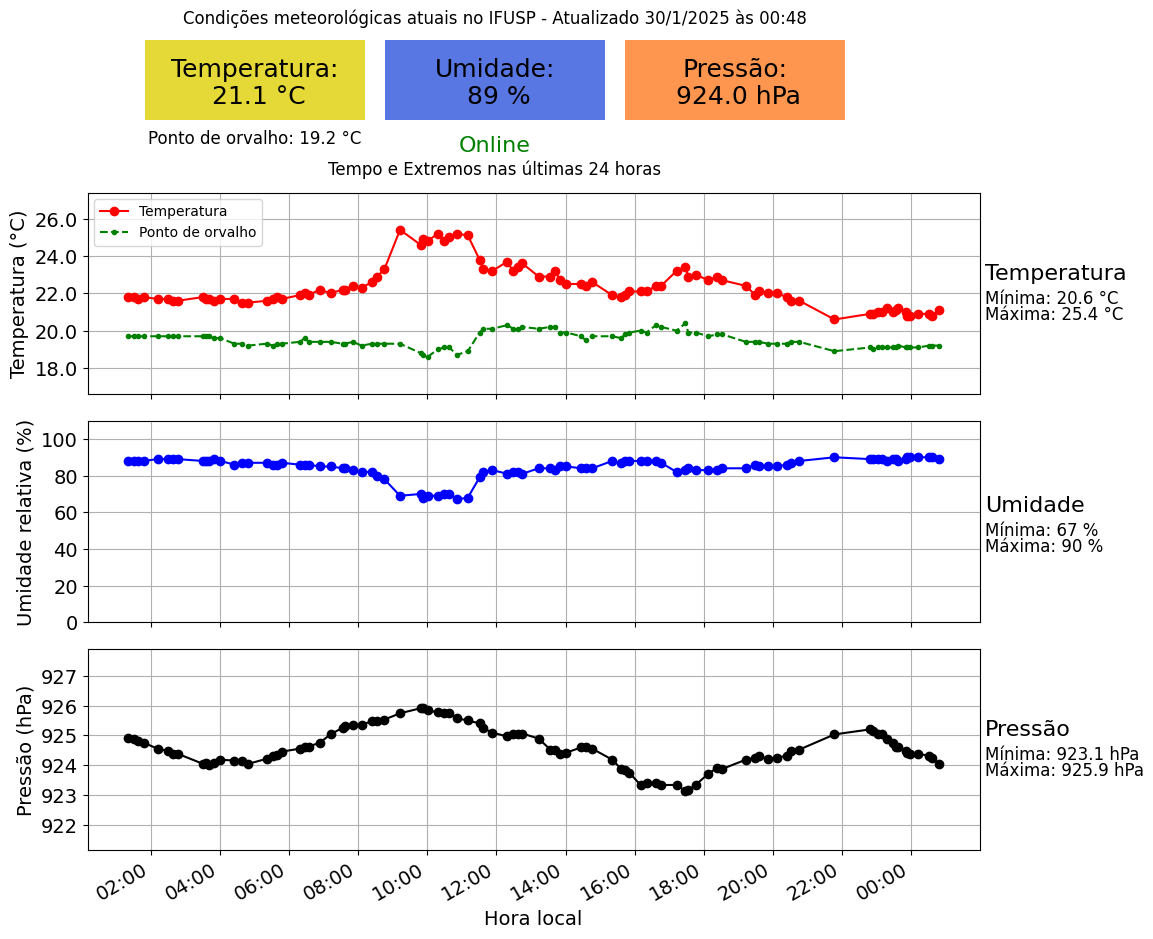 Condições meteorológicas atuais no IFUSP - Atualizado 30/1/2025 às 00:48
Temperatura:
21.1 °C
Umidade:
89 %
Pressão:
924.0 hPa
Ponto de orvalho: 19.2 °C
Online
Tempo e Extremos nas últimas 24 horas
Temperatura (°C)
26.0
24.0
22.0
20.0
18.0
Temperatura
Ponto de orvalho
Temperatura
Mínima: 20.6 °C
Máxima: 25.4 °C
Umidade relativa (%)
100
80
60
40
20
0
Umidade
Mínima: 67 %
Máxima: 90 %
Pressão (hPa)
927
926
925
924
923
922
Pressão
Mínima: 923.1 hPa
Máxima: 925.9 hPa
02:00 04:00 06:00 08:00 10:00 12:00 14:00 16:00 18:00 20:00 22:00 00:00
Hora local